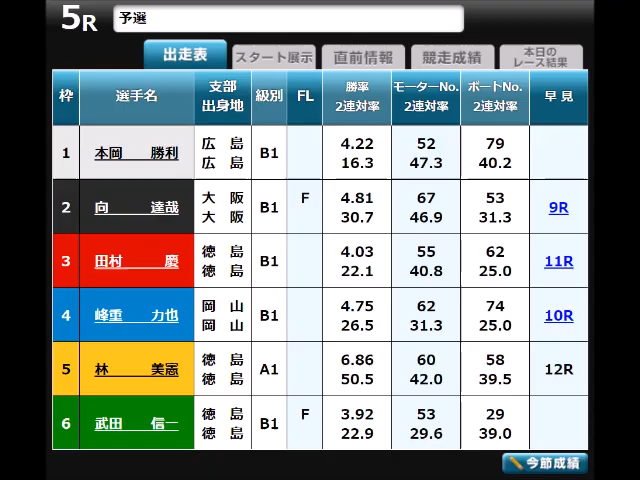 5R 予選
出走表 スタート展示 直前情報 競走成績 本日の
レース結果
枠 選手名 支部 級別 FL 勝率 モーターNo. ボートNo. 早見
出身地 2連対率 2連対率 2連対率
1 本岡 勝利 広島 B1 4.22 52 79
広島 16.3 47.3 40.2
2 向 達哉 大阪 B1 F 4.81 67 53 9R
大阪 30.7 46.9 31.3
3 田村 慶 徳島 B1 4.03 55 62 11R
徳島 22.1 40.8 25.0
4 峰重 力也 岡山 B1 4.75 62 74 10R
岡山 26.5 31.3 25.0
5 林 美憲 徳島 A1 6.86 60 58 12R
徳島 50.5 42.0 39.5
6 武田 信一 徳島 B1 F 3.92 53 29
徳島 22.9 29.6 39.0
今節成績